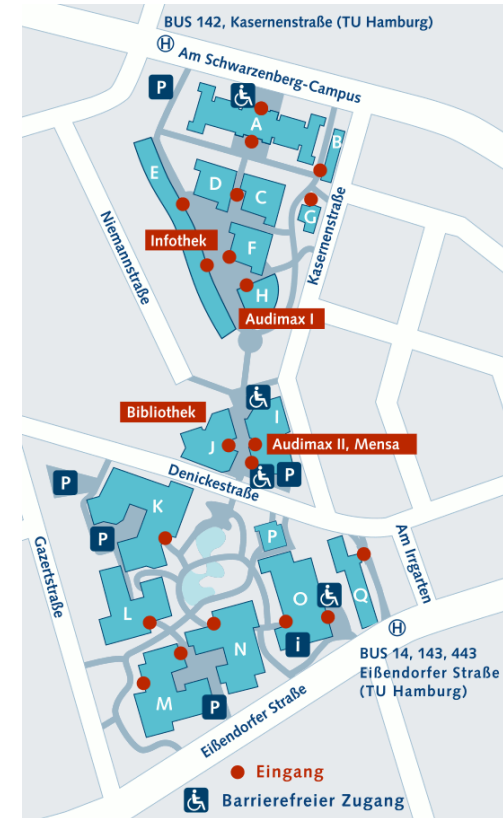 BUS 142, Kasernenstraße (TU Hamburg)
H
Am Schwarzenberg-Campus
P
A
B
E
D
C
G
Niemannstraße
Infothek
F
Kasernenstraße
H
Audimax I
Bibliothek
I
J
Audimax II, Mensa
P
Denickestraße
P
K
P
P
Am Irrgarten
Gazertstraße
L
O
Q
H
i
N
BUS 14, 143, 443
Eißendorfer Straße
(TU Hamburg)
M
P
Eißendorfer Straße
Eingang
Barrierefreier Zugang